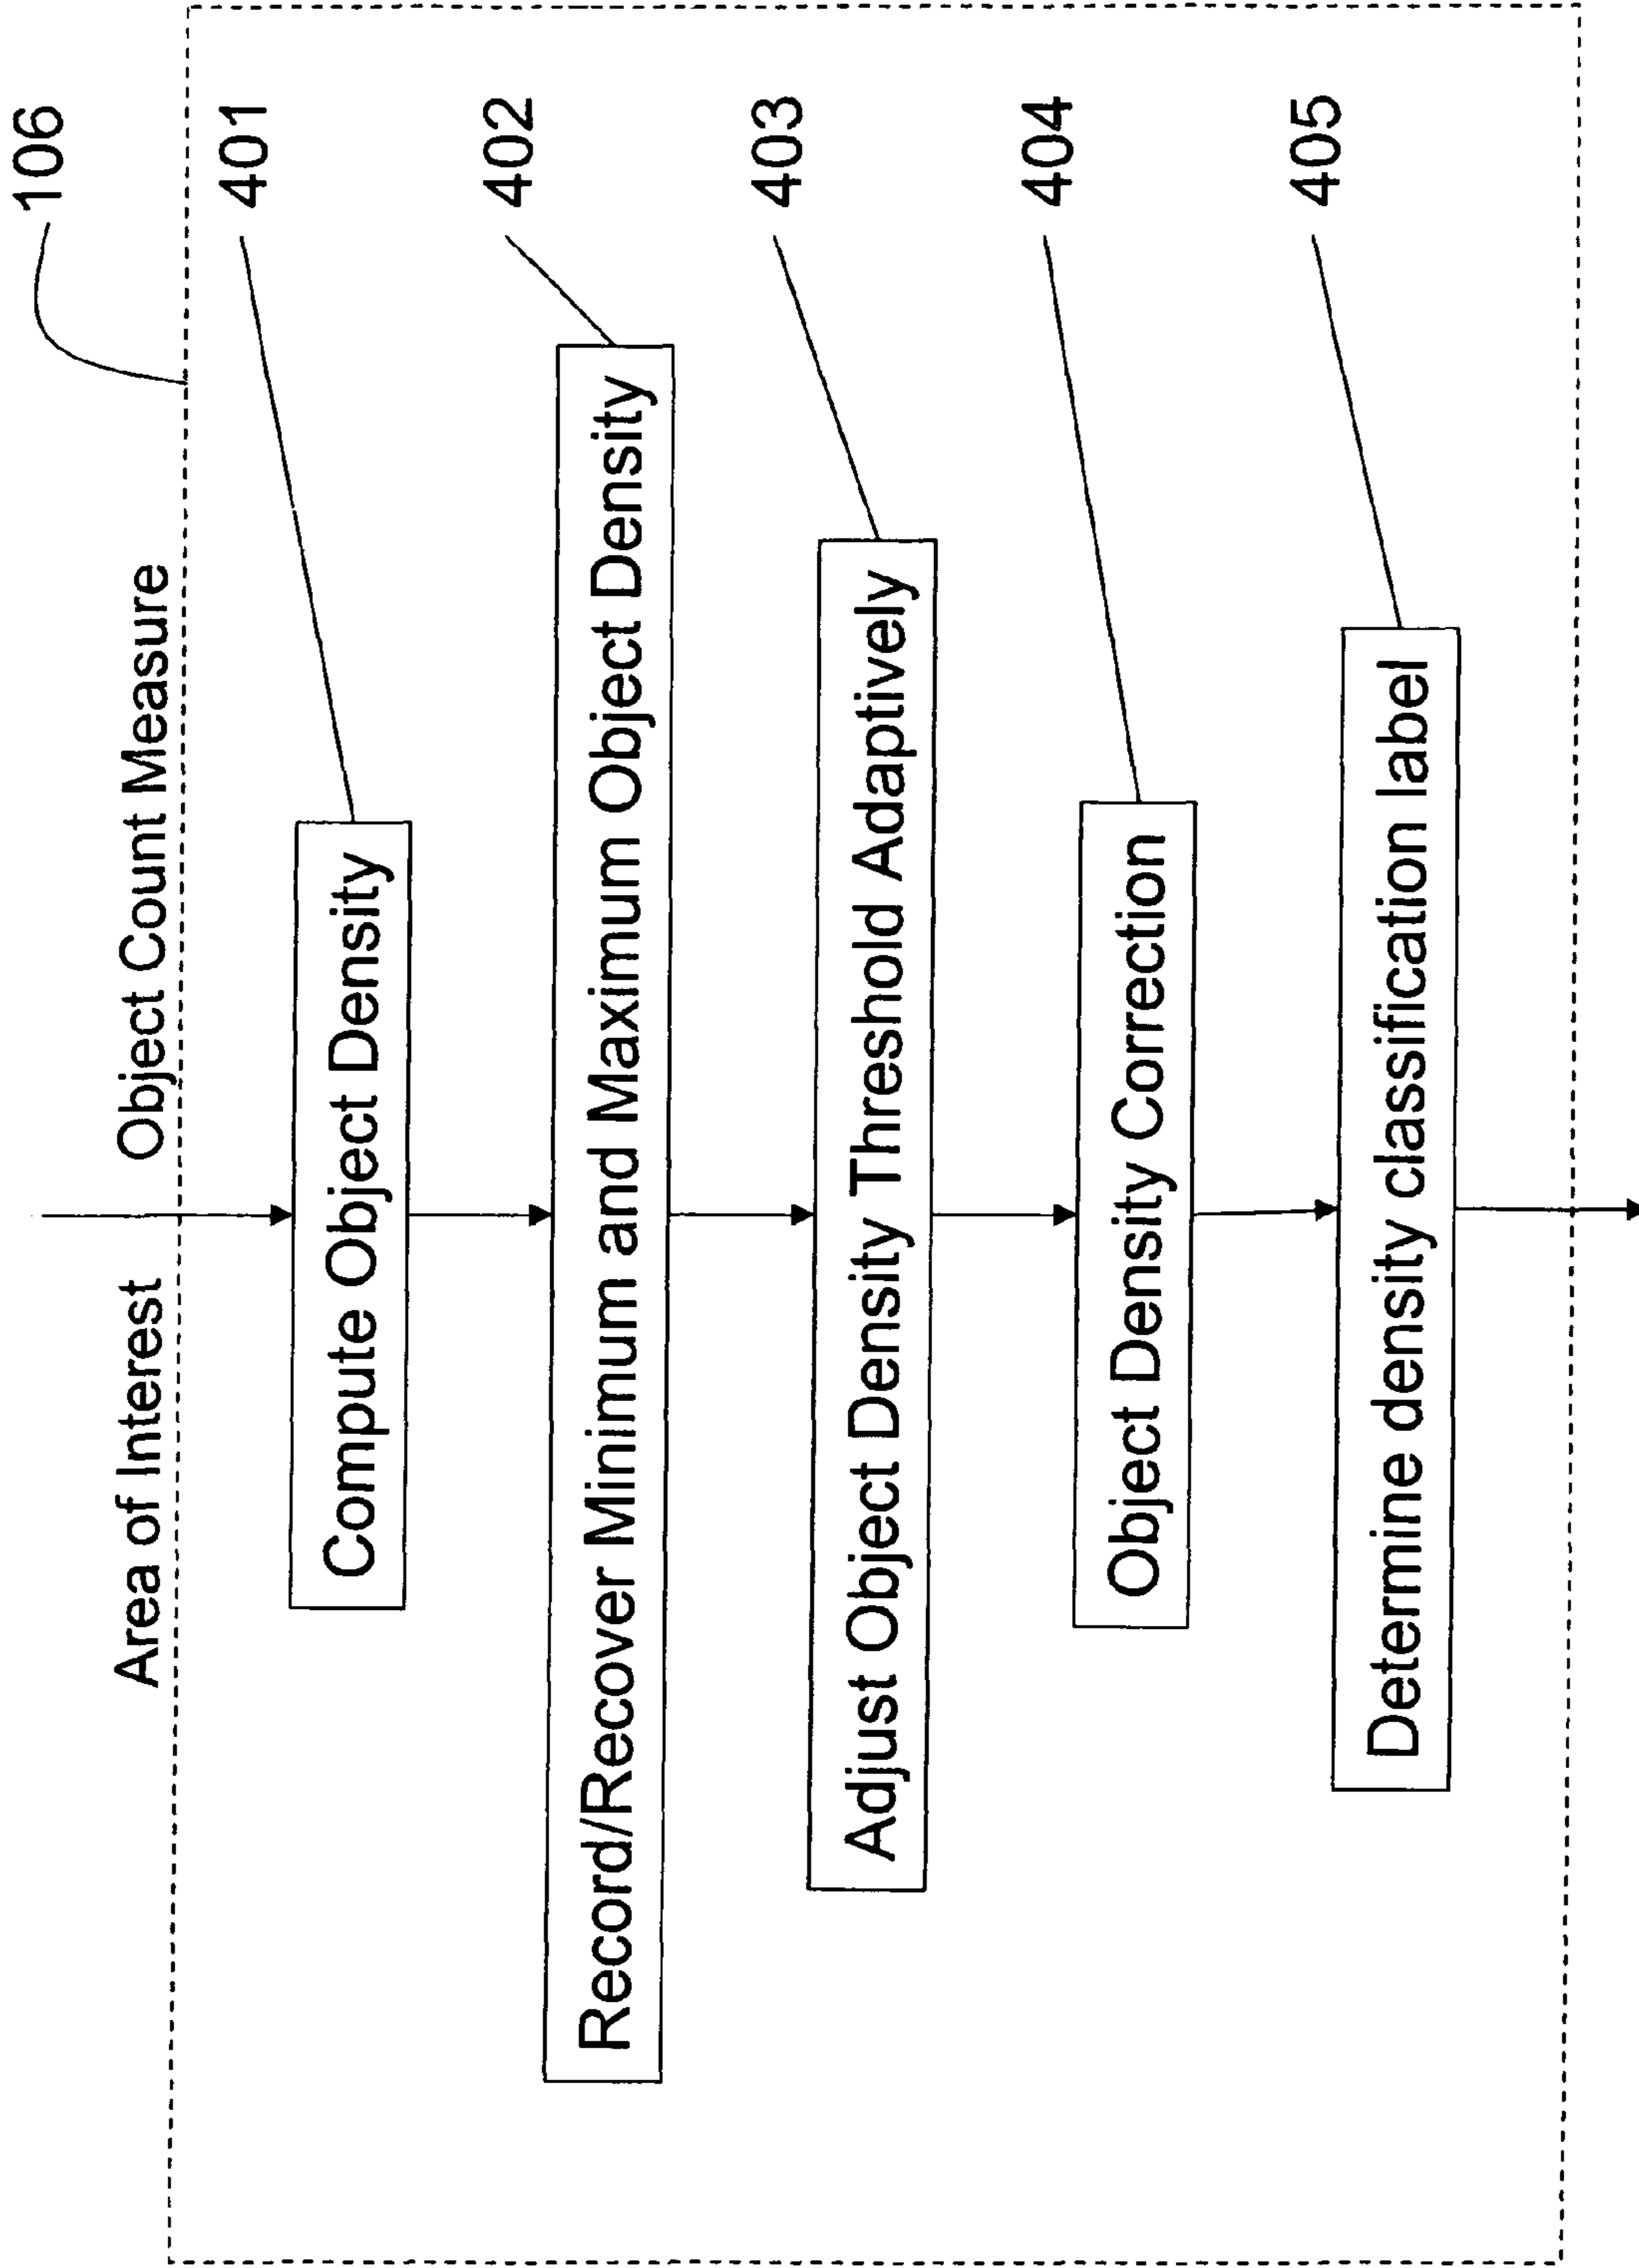 106
Area of Interest
Object Count Measure
Compute Object Density
401
Record/Recover Minimum and Maximum Object Density
402
Adjust Object Density Threshold Adaptively
403
Object Density Correction
404
Determine density classification label
405